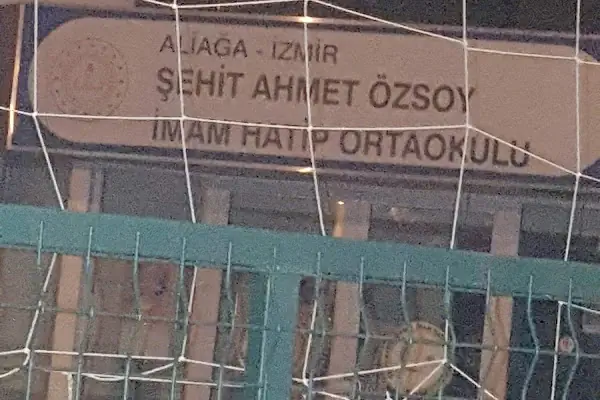 ALİAĞA - İZMİR
ŞEHİT AHMET ÖZSOY
İMAM HATİP ORTAOKULU